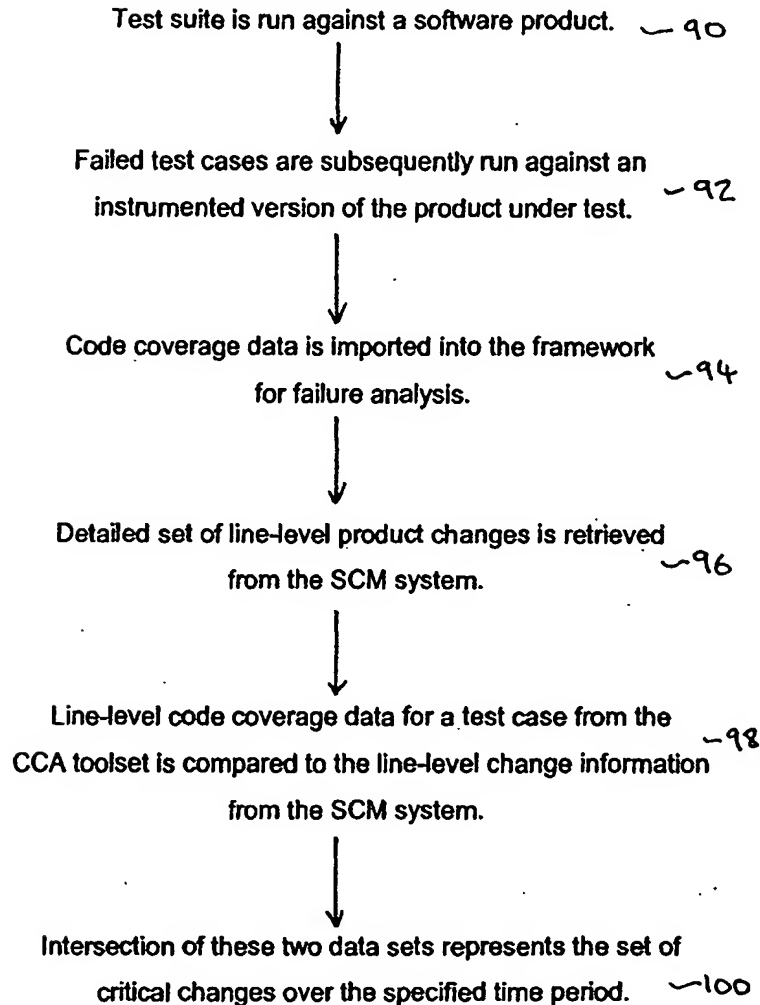 Test suite is run against a software product. 90
Failed test cases are subsequently run against an
instrumented version of the product under test. 92
Code coverage data is imported into the framework
for failure analysis. 94
Detailed set of line-level product changes is retrieved
from the SCM system. 96
Line-level code coverage data for a test case from the
CCA toolset is compared to the line-level change information 98
from the SCM system.
Intersection of these two data sets represents the set of
critical changes over the specified time period. 100